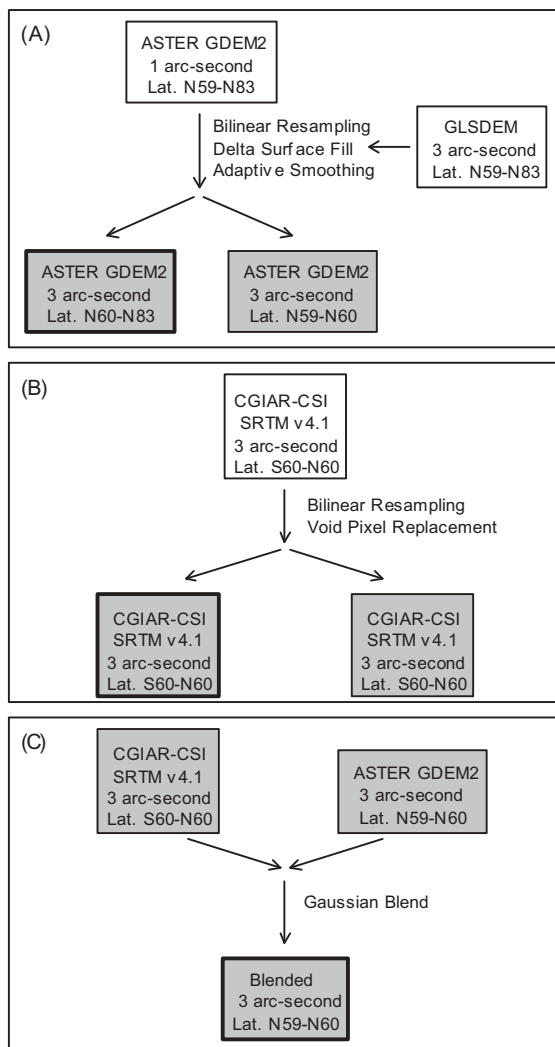 (A)
ASTER GDEM2
1 arc-second
Lat. N59-N83
Bilinear Resampling
Delta Surface Fill
Adaptive Smoothing
GLSDEM
3 arc-second
Lat. N59-N83
ASTER GDEM2
3 arc-second
Lat. N60-N83
ASTER GDEM2
3 arc-second
Lat. N59-N60
(B)
CGIAR-CSI
SRTM v4.1
3 arc-second
Lat. S60-N60
Bilinear Resampling
Void Pixel Replacement
CGIAR-CSI
SRTM v4.1
3 arc-second
Lat. S60-N60
CGIAR-CSI
SRTM v4.1
3 arc-second
Lat. S60-N60
(C)
CGIAR-CSI
SRTM v4.1
3 arc-second
Lat. S60-N60
ASTER GDEM2
3 arc-second
Lat. N59-N60
Gaussian Blend
Blended
3 arc-second
Lat. N59-N60